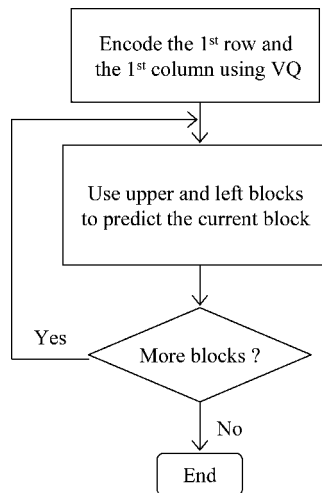 Encode the 1st row and
the 1st column using VQ
Use upper and left blocks
to predict the current block
Yes
More blocks ?
No
End